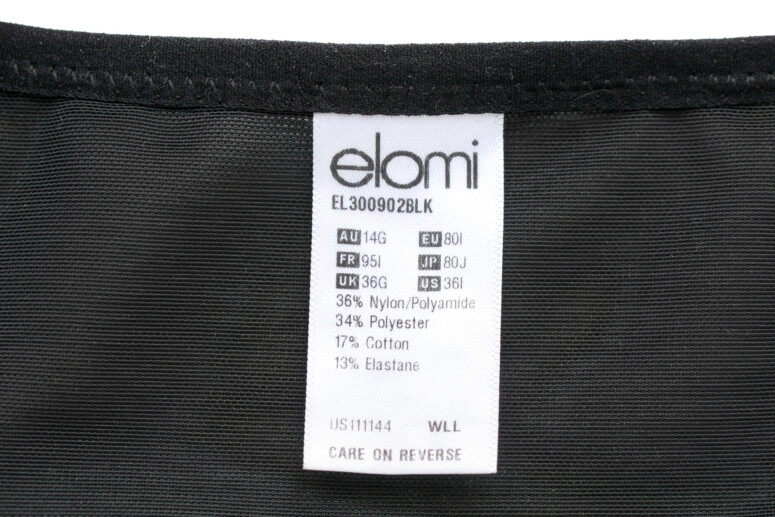 elomi
EL300902BLK
AU 14G EU 80I
FR 95I JP 80J
UK 36G US 36I
36% Nylon/Polyamide
34% Polyester
17% Cotton
13% Elastane
US111144 WLL
CARE ON REVERSE